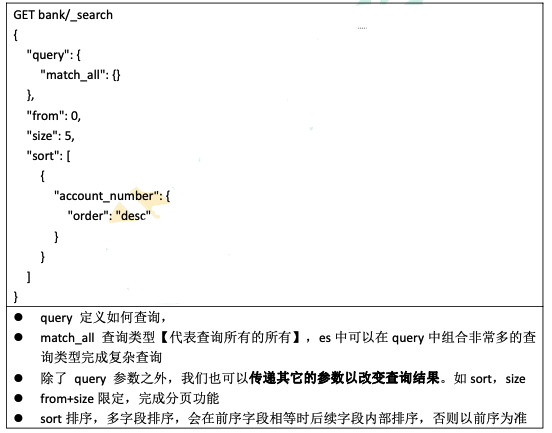 GET bank/_search
{
"query": {
"match_all": {}
},
"from": 0,
"size": 5,
"sort": [
{
"account_number": {
"order": "desc"
}
}
]
}
● query 定义如何查询，
● match_all 查询类型【代表查询所有的所有】，es 中可以在 query 中组合非常多的查
询类型完成复杂查询
● 除了 query 参数之外，我们也可以传递其它的参数以改变查询结果。如 sort，size
● from+size 限定，完成分页功能
● sort 排序，多字段排序，会在前序字段相等时后续字段内部排序，否则以前序为准